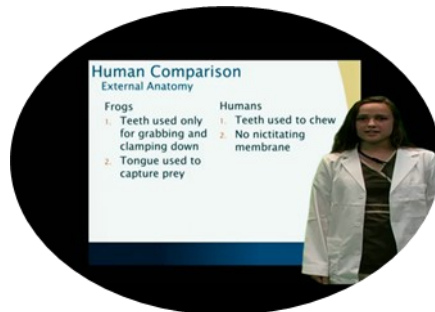 Human Comparison
External Anatomy
Frogs
1. Teeth used only
for grabbing and
clamping down
2. Tongue used to
capture prey
Humans
1. Teeth used to chew
2. No nictitating
membrane